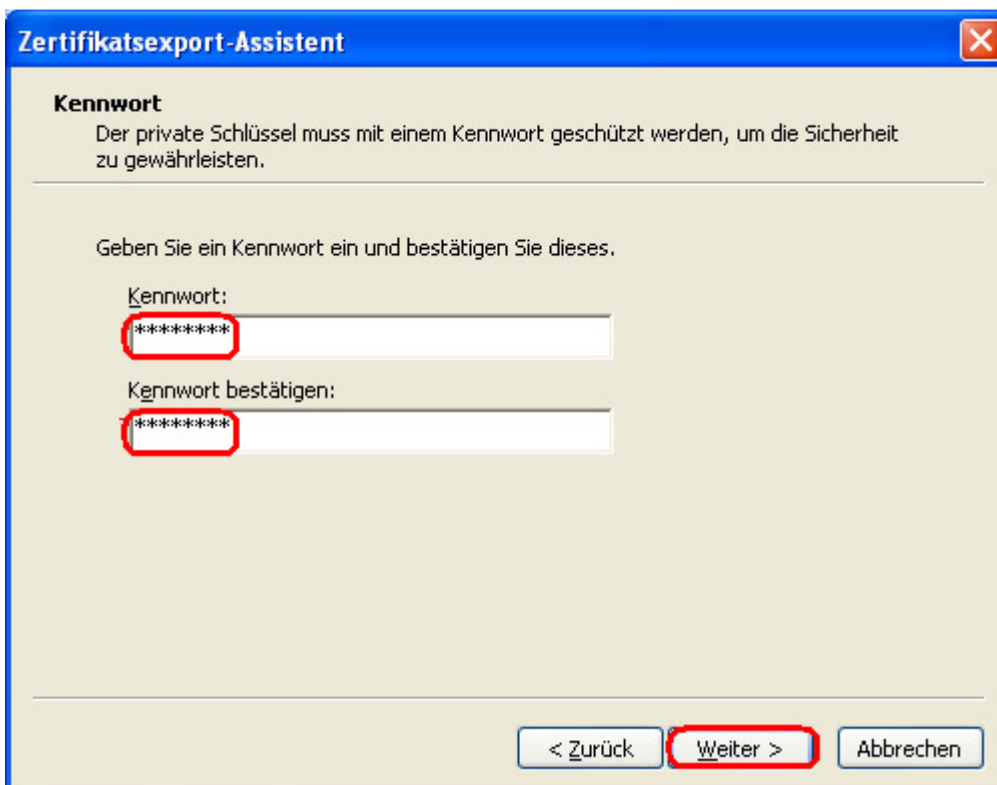 Zertifikatsexport-Assistent
Kennwort
Der private Schlüssel muss mit einem Kennwort geschützt werden, um die Sicherheit
zu gewährleisten.
Geben Sie ein Kennwort ein und bestätigen Sie dieses.
Kennwort:
********
Kennwort bestätigen:
********
< Zurück Weiter > Abbrechen